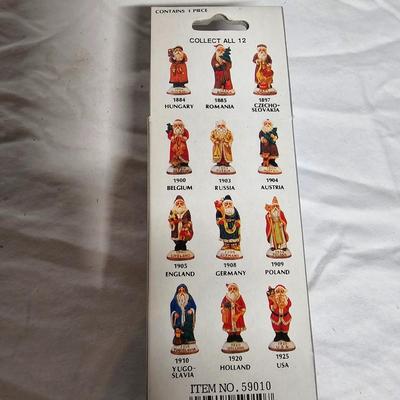 CONTAINS 1 PIECE
COLLECT ALL 12
1884 1885 1897
HUNGARY ROMANIA CZECHO-
SLOVAKIA
1900 1903 1904
BELGIUM RUSSIA AUSTRIA
1905 1908 1909
ENGLAND GERMANY POLAND
1910 1920 1925
YUGO- HOLLAND USA
SLAVIA
ITEM NO. 59010